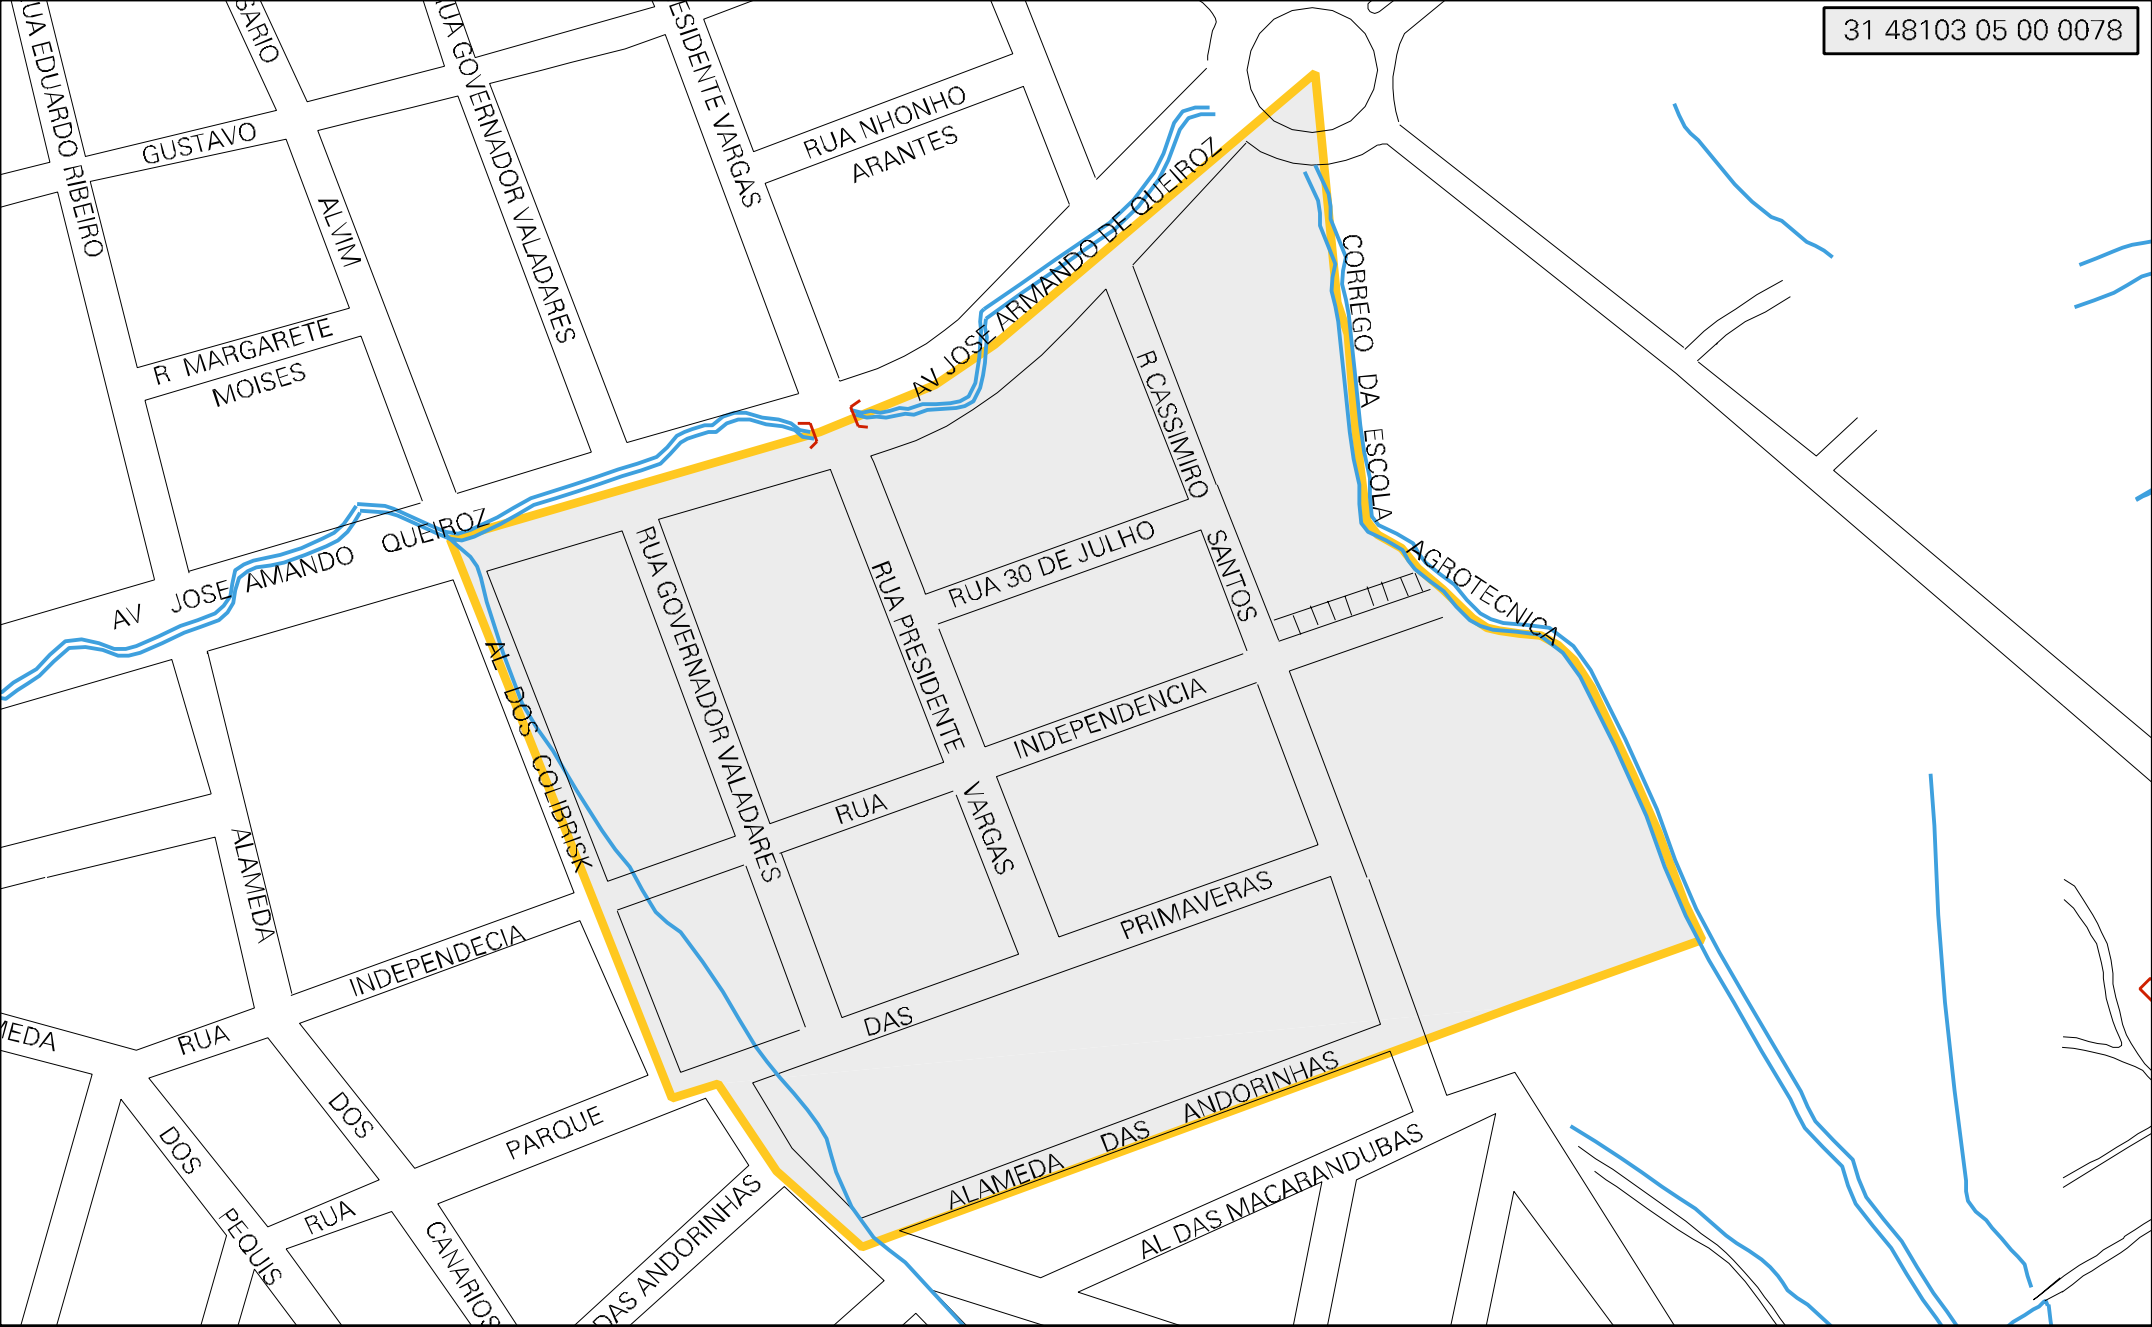 31 48103 05 00 0078
UA EDUARDO RIBEIRO
SARIO
UA GOVERNADOR VALADARES
ESIDENTE VARGAS
GUSTAVO
RUA NHONHO
ARANTES
ALVIM
R MARGARETE
MOISES
AV JOSE ARMANDO DE QUEIROZ
CORREGO DA ESCOLA AGROTECNICA
R CASSIMIRO SANTOS
AV JOSE AMANDO QUEIROZ
RUA 30 DE JULHO
AL DOS COLIBRISK
RUA GOVERNADOR VALADARES
RUA PRESIDENTE VARGAS
RUA INDEPENDENCIA
ALAMEDA
DAS PRIMAVERAS
RUA INDEPENDECIA
MEDA
DOS PEQUIS
DOS CANARIOS
RUA PARQUE
ALAMEDA DAS ANDORINHAS
AL DAS MACARANDUBAS
DAS ANDORINHAS